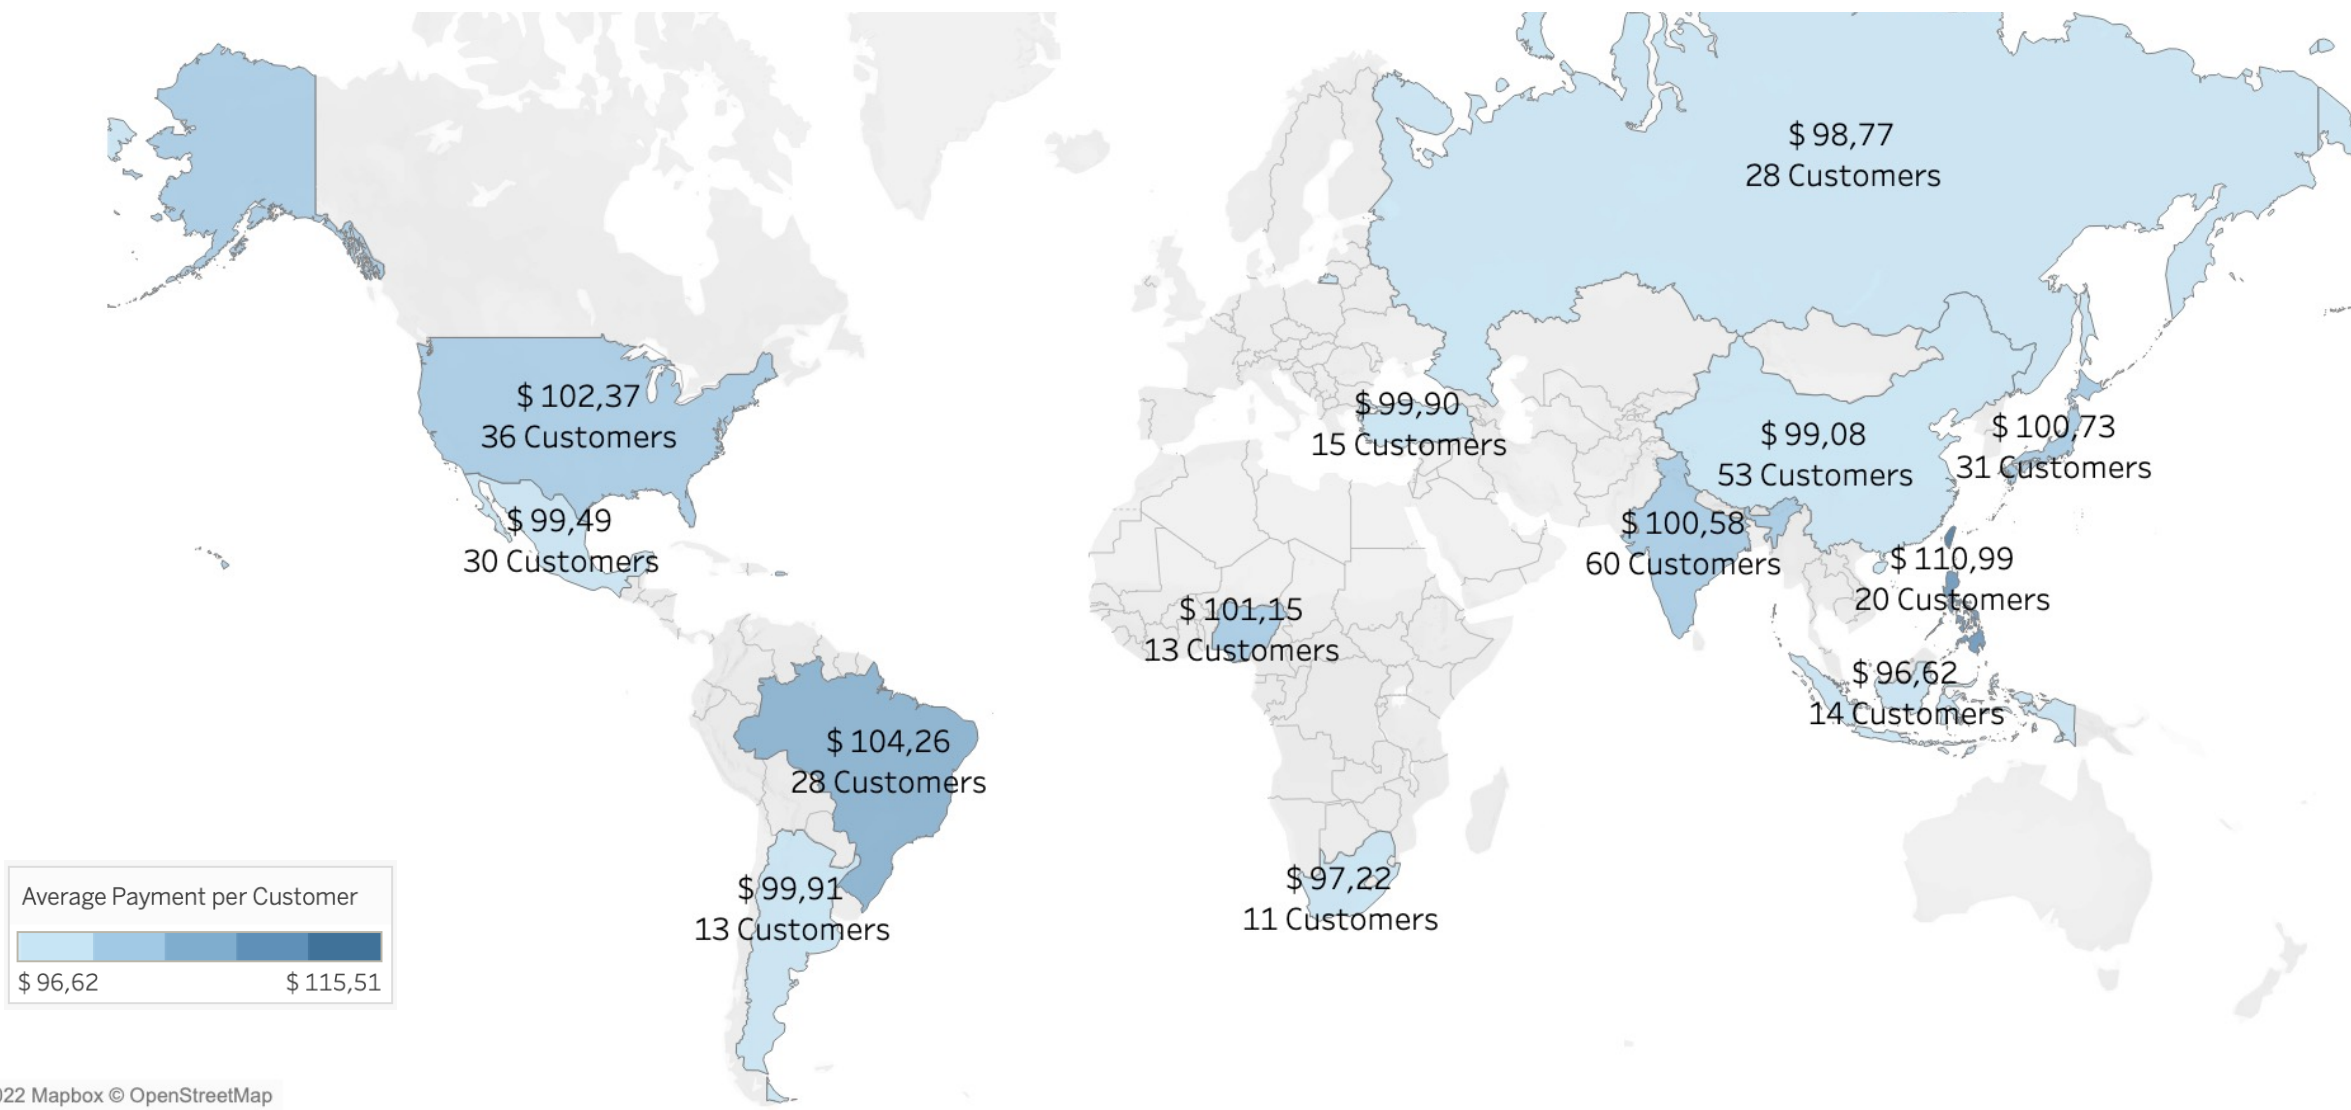 $ 98,77
28 Customers
$ 102,37
36 Customers
$ 99,90
15 Customers
$ 99,08
53 Customers
$ 100,73
31 Customers
$ 99,49
30 Customers
$ 100,58
60 Customers
$ 110,99
20 Customers
$ 101,15
13 Customers
$ 96,62
14 Customers
$ 104,26
28 Customers
$ 97,22
11 Customers
$ 99,91
13 Customers
Average Payment per Customer
$ 96,62
$ 115,51
022 Mapbox © OpenStreetMap